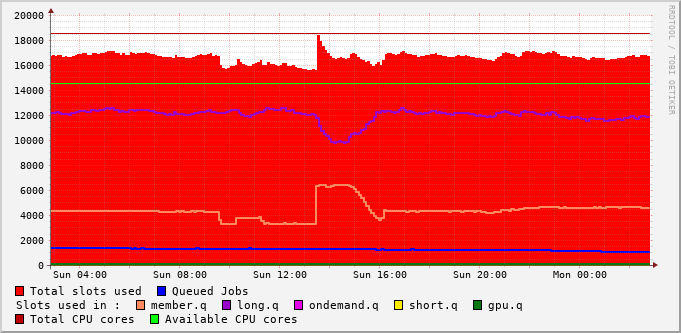 20000
18000
16000
14000
12000
10000
8000
6000
4000
2000
0
Sun 04:00 Sun 08:00 Sun 12:00 Sun 16:00 Sun 20:00 Mon 00:00
RRDTOOL / TOBI OETIKER
Total slots used Queued Jobs
Slots used in : member.q long.q ondemand.q short.q gpu.q
Total CPU cores Available CPU cores